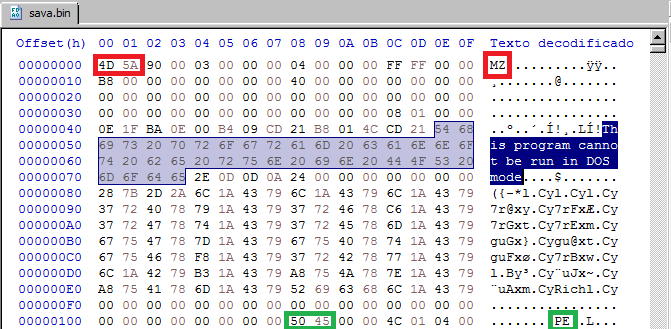 sava.bin
Offset(h) 00 01 02 03 04 05 06 07 08 09 0A 0B 0C 0D 0E 0F Texto decodificado
00000000 4D 5A 90 00 03 00 00 00 04 00 00 00 FF FF 00 00 MZ..........ÿÿ..
00000010 B8 00 00 00 00 00 00 00 40 00 00 00 00 00 00 00 ¸.......@.......
00000020 00 00 00 00 00 00 00 00 00 00 00 00 00 00 00 00 ................
00000030 00 00 00 00 00 00 00 00 00 00 00 00 08 01 00 00 ................
00000040 0E 1F BA 0E 00 B4 09 CD 21 B8 01 4C CD 21 54 68 ..º..´.Í!¸.LÍ!Th
00000050 69 73 20 70 72 6F 67 72 61 6D 20 63 61 6E 6E 6F is program canno
00000060 74 20 62 65 20 72 75 6E 20 69 6E 20 44 4F 53 20 t be run in DOS
00000070 6D 6F 64 65 2E 0D 0D 0A 24 00 00 00 00 00 00 00 mode....$.......
00000080 28 7B 2D 2A 6C 1A 43 79 6C 1A 43 79 6C 1A 43 79 ({-*l.Cyl.Cyl.Cy
00000090 37 72 40 78 79 1A 43 79 37 72 46 78 C6 1A 43 79 7r@xy.Cy7rFxÆ.Cy
000000A0 37 72 47 78 74 1A 43 79 37 72 45 78 6D 1A 43 79 7rGxt.Cy7rExm.Cy
000000B0 67 75 47 78 7D 1A 43 79 67 75 40 78 74 1A 43 79 guGx}.Cygu@xt.Cy
000000C0 67 75 46 78 F8 1A 43 79 37 72 42 78 77 1A 43 79 guFxø.Cy7rBxw.Cy
000000D0 6C 1A 42 79 B3 1A 43 79 A8 75 4A 78 7E 1A 43 79 l.By³.Cy¨uJx~.Cy
000000E0 A8 75 41 78 6D 1A 43 79 52 69 63 68 6C 1A 43 79 ¨uAxm.CyRichl.Cy
000000F0 00 00 00 00 00 00 00 00 00 00 00 00 00 00 00 00 ................
00000100 00 00 00 00 00 00 00 00 50 45 00 00 4C 01 04 00 ........PE..L...